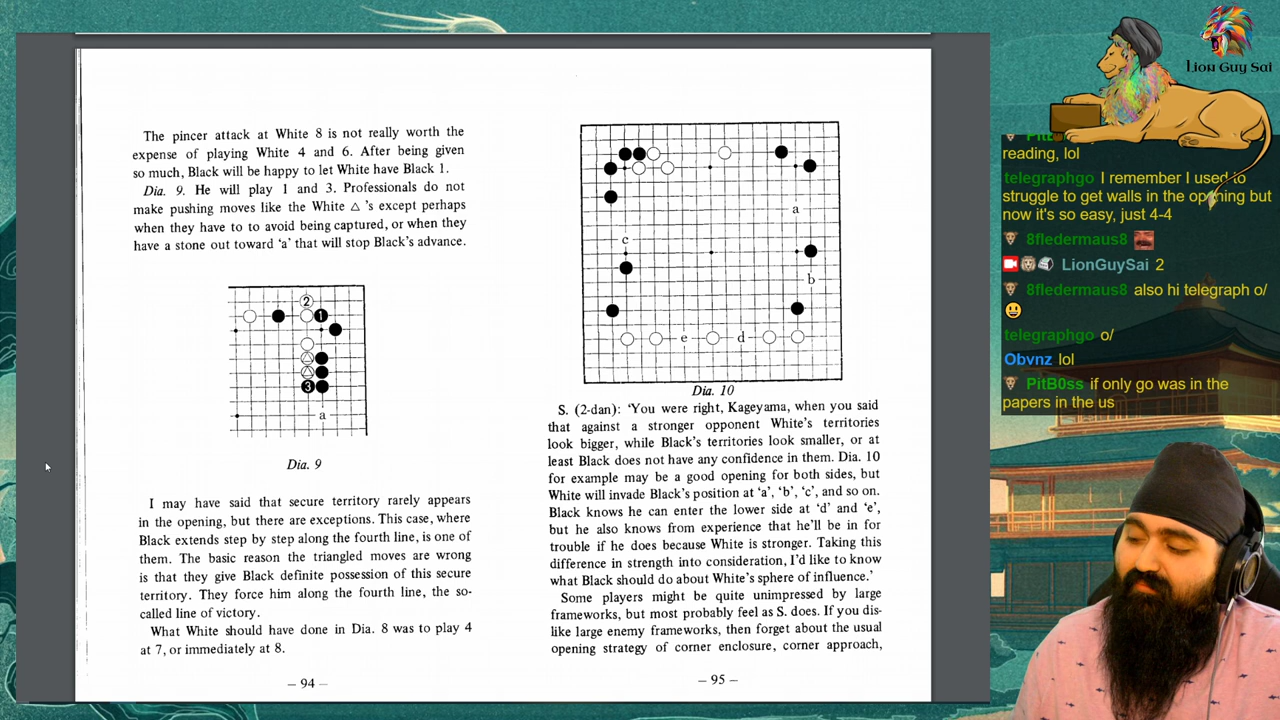 The pincer attack at White 8 is not really worth the
expense of playing White 4 and 6. After being given
so much, Black will be happy to let White have Black 1.
Dia. 9. He will play 1 and 3. Professionals do not
make pushing moves like the White △ 's except perhaps
when they have to to avoid being captured, or when they
have a stone out toward ‘a’ that will stop Black's advance.
2
1
3
a
Dia. 9
I may have said that secure territory rarely appears
in the opening, but there are exceptions. This case, where
Black extends step by step along the fourth line, is one of
them. The basic reason the triangled moves are wrong
is that they give Black definite possession of this secure
territory. They force him along the fourth line, the so-
called line of victory.
What White should have done in Dia. 8 was to play 4
at 7, or immediately at 8.
– 94 –
a
c
b
e
d
Dia. 10
S. (2-dan): ‘You were right, Kageyama, when you said
that against a stronger opponent White's territories
look bigger, while Black's territories look smaller, or at
least Black does not have any confidence in them. Dia. 10
for example may be a good opening for both sides, but
White will invade Black's position at ‘a’, ‘b’, ‘c’, and so on.
Black knows he can enter the lower side at ‘d’ and ‘e’,
but he also knows from experience that he'll be in for
trouble if he does because White is stronger. Taking this
difference in strength into consideration, I'd like to know
what Black should do about White's sphere of influence.’
Some players might be quite unimpressed by large
frameworks, but most probably feel as S. does. If you dis-
like large enemy frameworks, then forget about the usual
opening strategy of corner enclosure, corner approach,
– 95 –
Lion Guy Sai
reading, lol
telegraphgo I remember I used to
struggle to get walls in the opening but
now it's so easy, just 4-4
8fledermaus8
LionGuySai 2
8fledermaus8 also hi telegraph o/
telegraphgo o/
Obvnz lol
PitB0ss if only go was in the
papers in the us